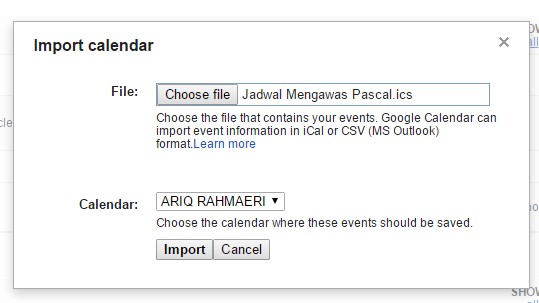 SHOW
all
Import calendar
×
File:
Choose file Jadwal Mengawas Pascal.ics
Choose the file that contains your events. Google Calendar can
import event information in iCal or CSV (MS Outlook)
format.Learn more
cle
Calendar:
ARIQ RAHMAERI
Choose the calendar where these events should be saved.
Import Cancel
SHOW